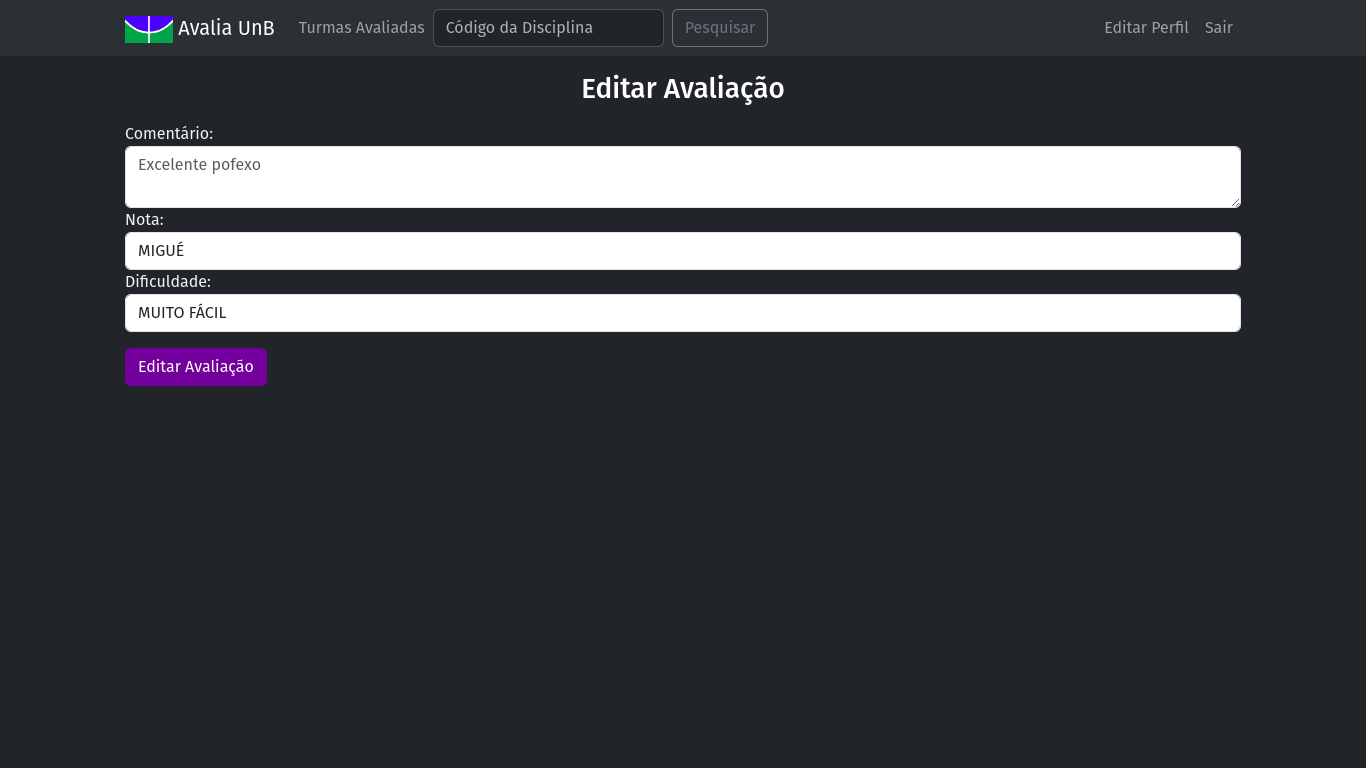 Avalia UnB Turmas Avaliadas Código da Disciplina Pesquisar Editar Perfil Sair
Editar Avaliação
Comentário:
Excelente pofexo
Nota:
MIGUÉ
Dificuldade:
MUITO FÁCIL
Editar Avaliação